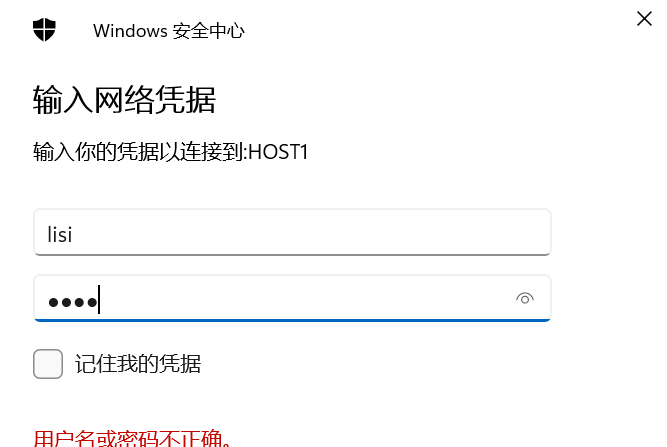 Windows 安全中心
输入网络凭据
输入你的凭据以连接到:HOST1
lisi
●●●●
记住我的凭据
用户名或密码不正确。